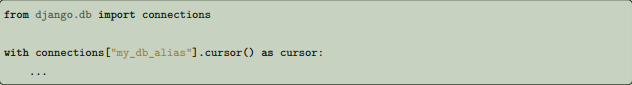 from django.db import connections
with connections["my_db_alias"].cursor() as cursor:
    ...